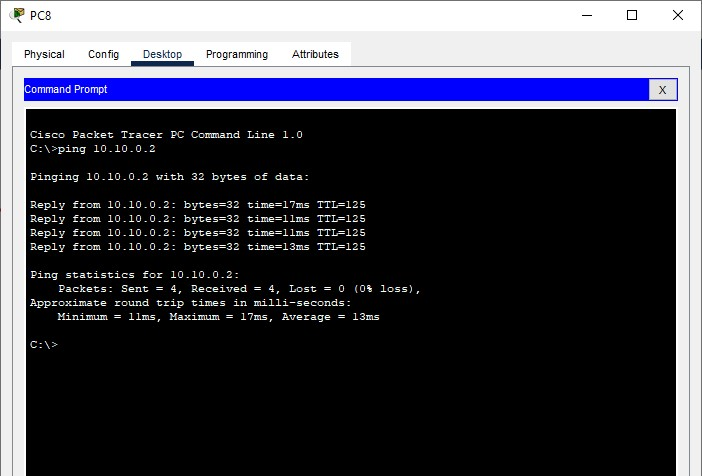 PC8
Physical Config Desktop Programming Attributes
Command Prompt
X
Cisco Packet Tracer PC Command Line 1.0
C:\>ping 10.10.0.2
Pinging 10.10.0.2 with 32 bytes of data:
Reply from 10.10.0.2: bytes=32 time=17ms TTL=125
Reply from 10.10.0.2: bytes=32 time=11ms TTL=125
Reply from 10.10.0.2: bytes=32 time=11ms TTL=125
Reply from 10.10.0.2: bytes=32 time=13ms TTL=125
Ping statistics for 10.10.0.2:
    Packets: Sent = 4, Received = 4, Lost = 0 (0% loss),
Approximate round trip times in milli-seconds:
    Minimum = 11ms, Maximum = 17ms, Average = 13ms
C:\>